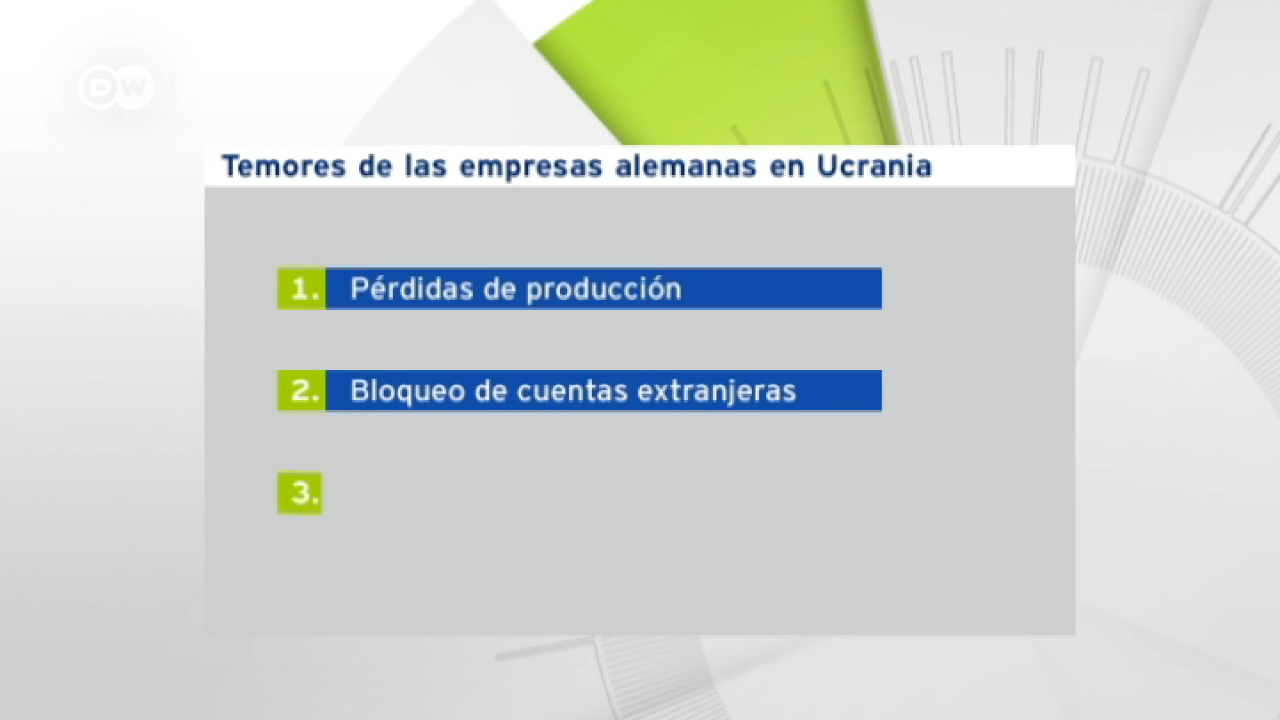 DW
Temores de las empresas alemanas en Ucrania
1. Pérdidas de producción
2. Bloqueo de cuentas extranjeras
3.